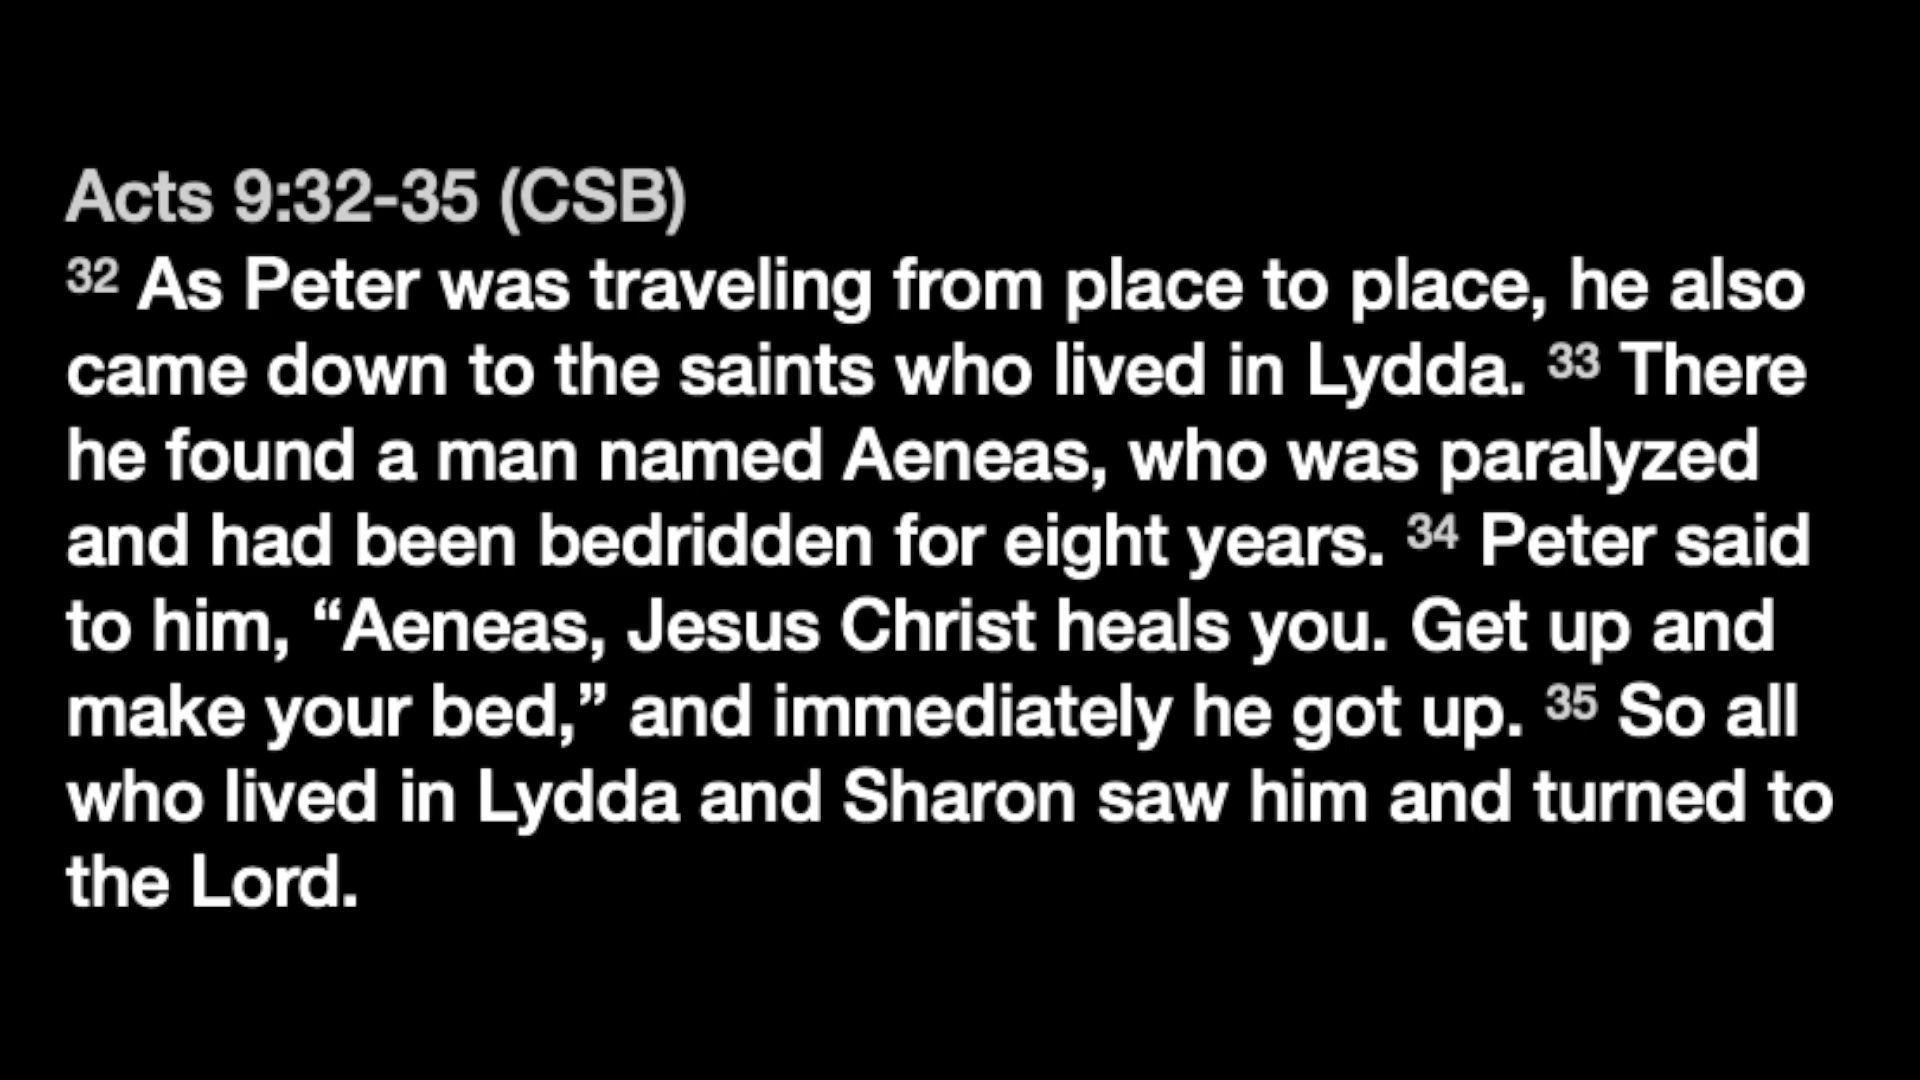 Acts 9:32-35 (CSB)
32 As Peter was traveling from place to place, he also
came down to the saints who lived in Lydda. 33 There
he found a man named Aeneas, who was paralyzed
and had been bedridden for eight years. 34 Peter said
to him, “Aeneas, Jesus Christ heals you. Get up and
make your bed,” and immediately he got up. 35 So all
who lived in Lydda and Sharon saw him and turned to
the Lord.